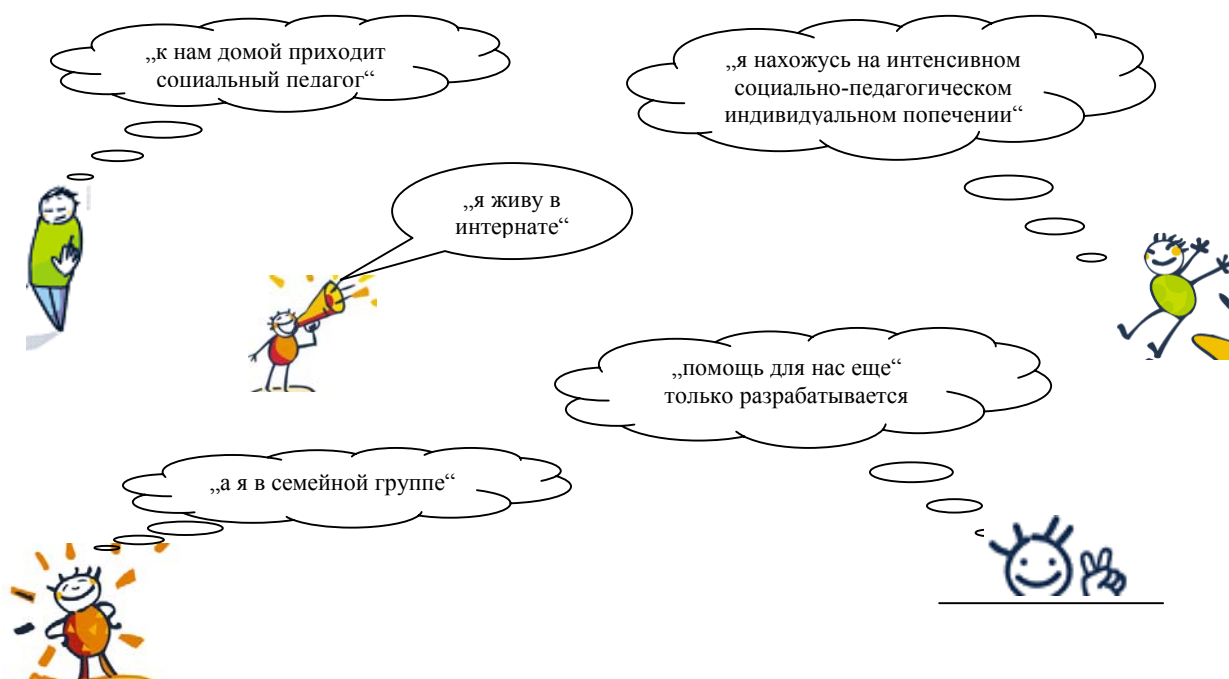 „к нам домой приходит
социальный педагог“
„я нахожусь на интенсивном
социально-педагогическом
индивидуальном попечении“
„я живу в
интернате“
„помощь для нас еще“
только разрабатывается
„а я в семейной группе“